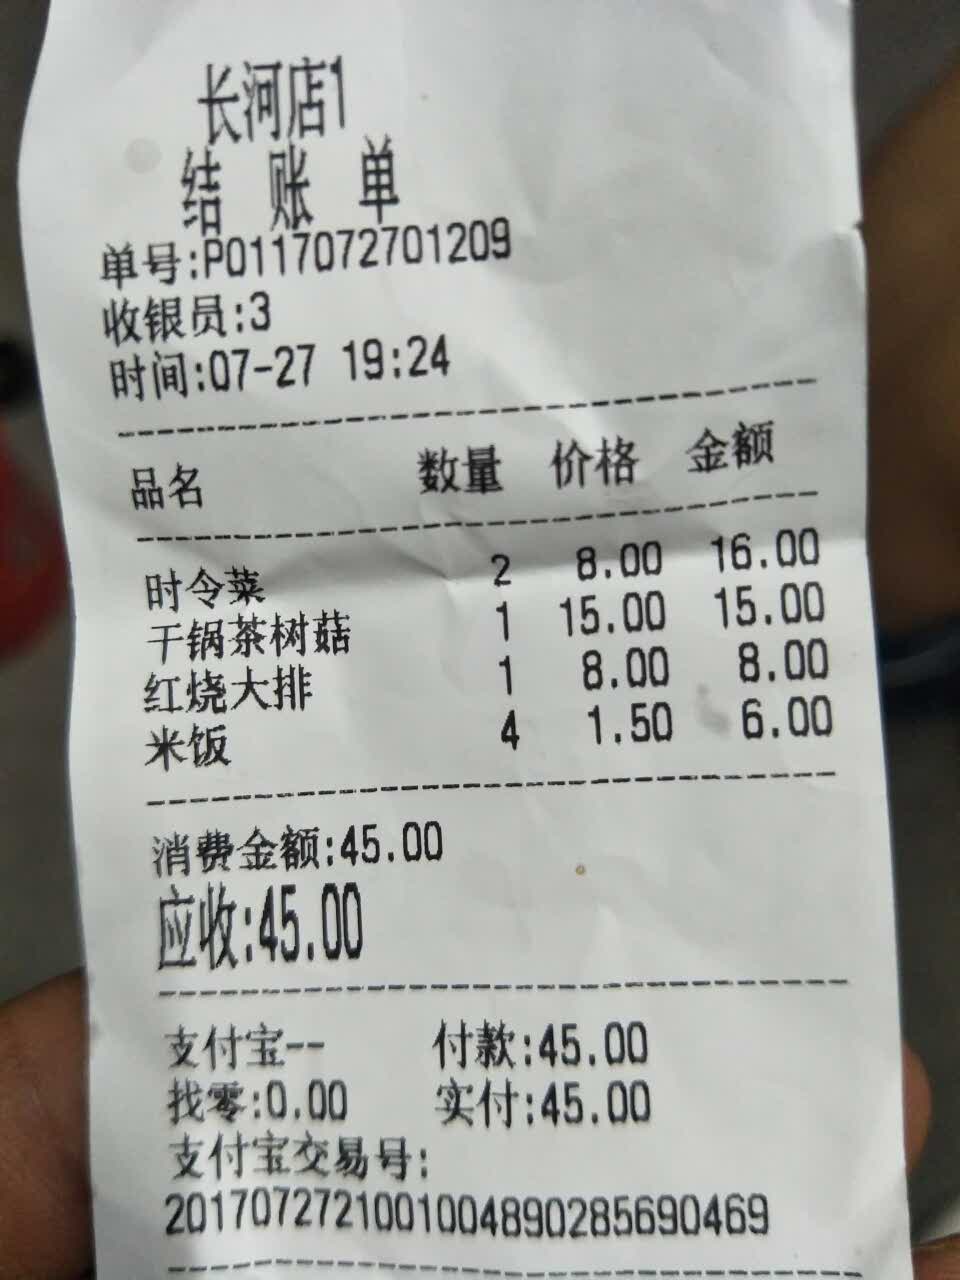 长河店1
结 账 单
单号:P0117072701209
收银员:3
时间:07-27 19:24
品名 数量 价格 金额
时令菜 2 8.00 16.00
干锅茶树菇 1 15.00 15.00
红烧大排 1 8.00 8.00
米饭 4 1.50 6.00
消费金额:45.00
应收:45.00
支付宝-- 付款:45.00
找零:0.00 实付:45.00
支付宝交易号:
2017072721001004890285690469